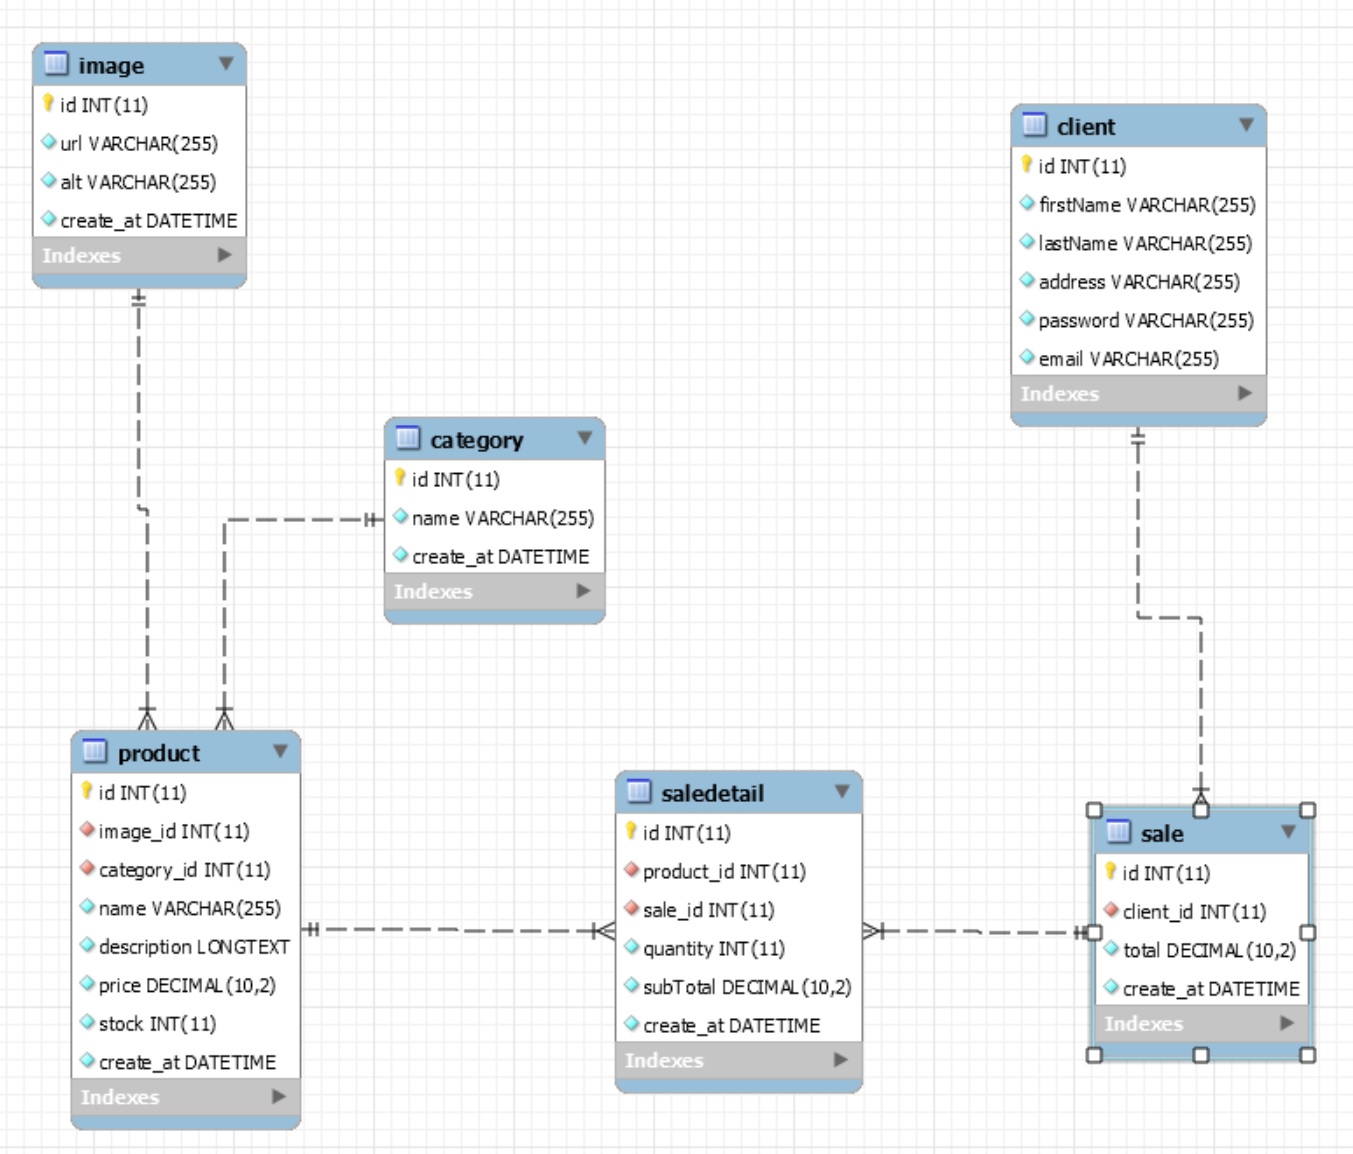 image
id INT(11)
url VARCHAR(255)
alt VARCHAR(255)
create_at DATETIME
Indexes
client
id INT(11)
firstName VARCHAR(255)
lastName VARCHAR(255)
address VARCHAR(255)
password VARCHAR(255)
email VARCHAR(255)
Indexes
category
id INT(11)
name VARCHAR(255)
create_at DATETIME
Indexes
product
id INT(11)
image_id INT(11)
category_id INT(11)
name VARCHAR(255)
description LONGTEXT
price DECIMAL(10,2)
stock INT(11)
create_at DATETIME
Indexes
saledetail
id INT(11)
product_id INT(11)
sale_id INT(11)
quantity INT(11)
subTotal DECIMAL(10,2)
create_at DATETIME
Indexes
sale
id INT(11)
client_id INT(11)
total DECIMAL(10,2)
create_at DATETIME
Indexes